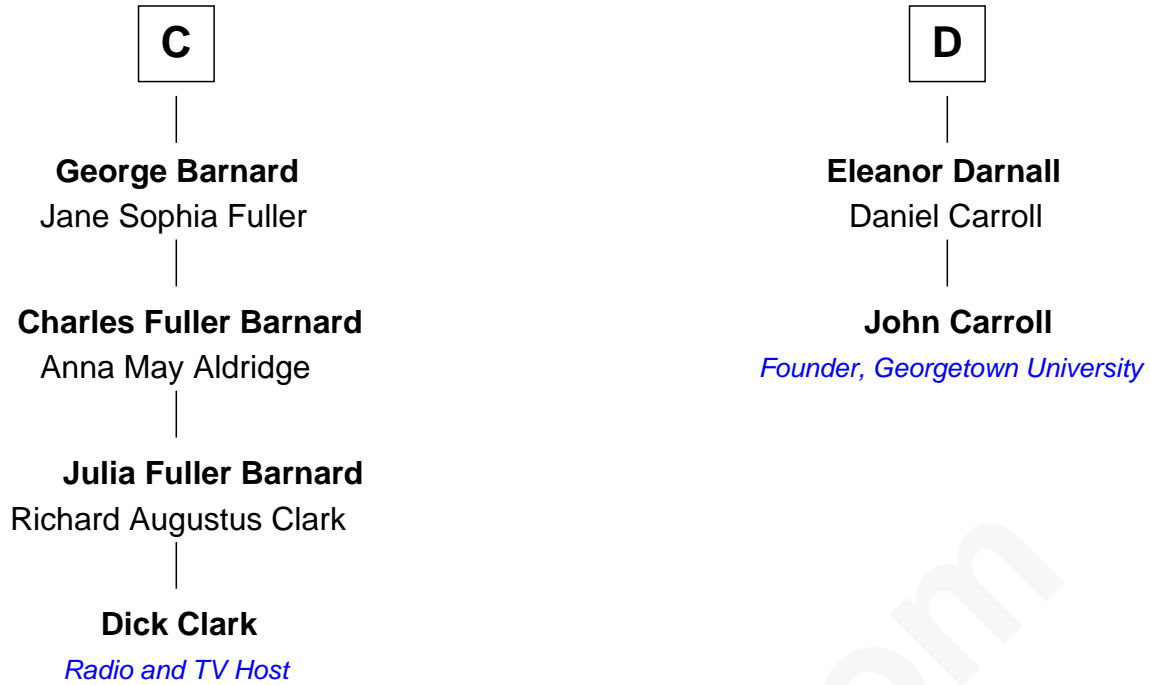 C
George Barnard
Jane Sophia Fuller
Charles Fuller Barnard
Anna May Aldridge
Julia Fuller Barnard
Richard Augustus Clark
Dick Clark
Radio and TV Host
D
Eleanor Darnall
Daniel Carroll
John Carroll
Founder, Georgetown University
om